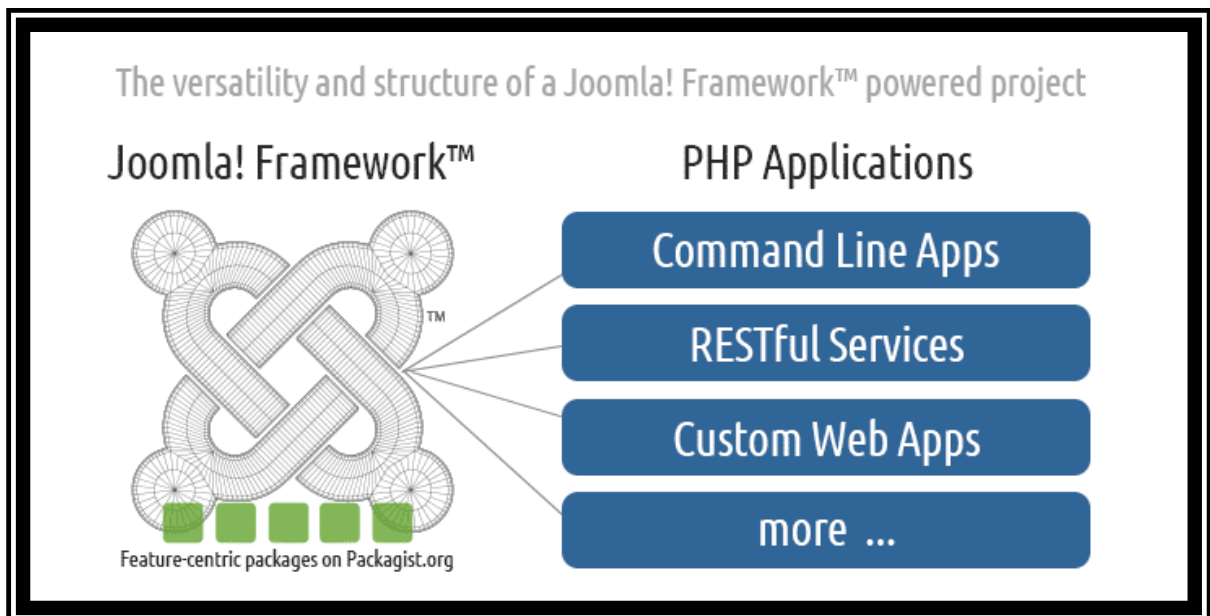 The versatility and structure of a Joomla! Framework™ powered project
Joomla! Framework™
PHP Applications
Command Line Apps
RESTful Services
Custom Web Apps
more ...
TM
Feature-centric packages on Packagist.org